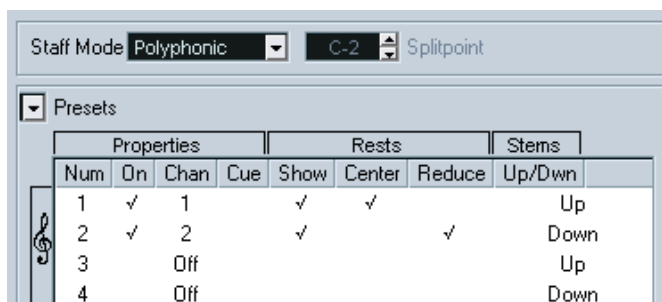 Staff Mode Polyphonic C-2 Splitpoint
Presets
Properties Rests Stems
Num On Chan Cue Show Center Reduce Up/Dwn
1 √ 1 √ √ Up
2 √ 2 √ √ Down
3 Off Up
4 Off Down